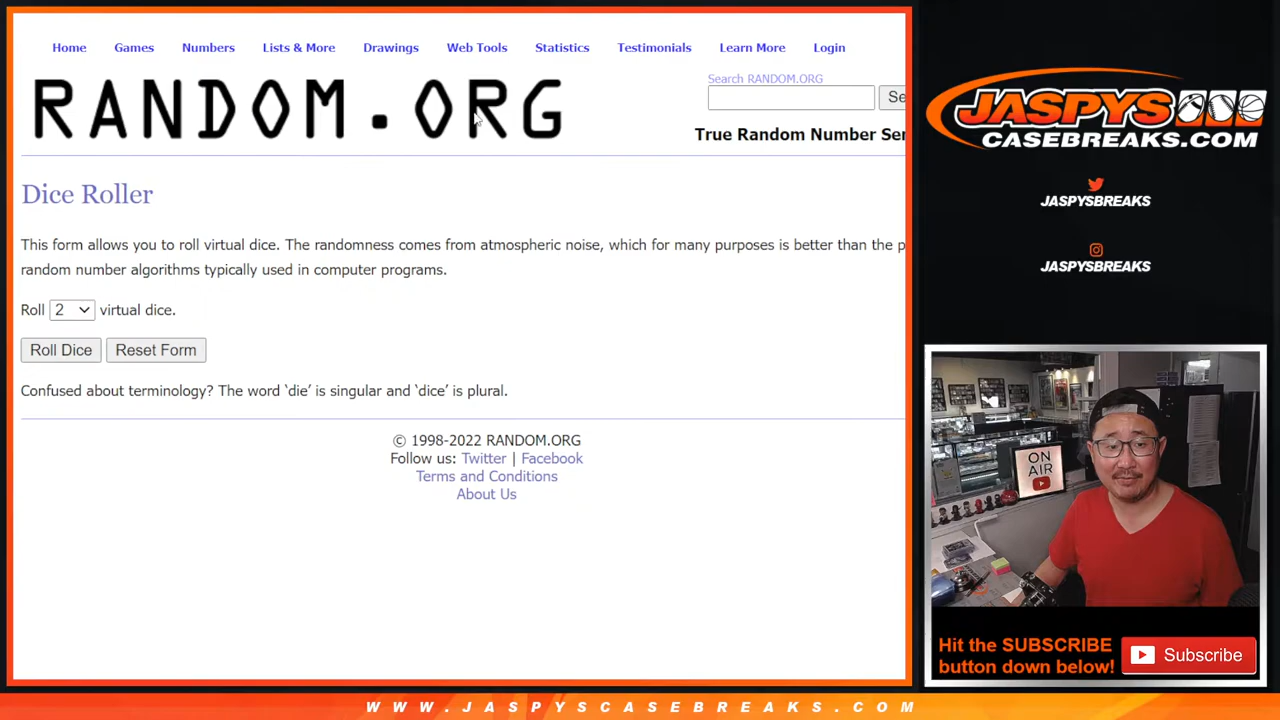 Home Games Numbers Lists & More Drawings Web Tools Statistics Testimonials Learn More Login
RANDOM.ORG
Search RANDOM.ORG
Se
True Random Number Ser
Dice Roller
This form allows you to roll virtual dice. The randomness comes from atmospheric noise, which for many purposes is better than the p
random number algorithms typically used in computer programs.
Roll 2 virtual dice.
Roll Dice Reset Form
Confused about terminology? The word ‘die’ is singular and ‘dice’ is plural.
© 1998-2022 RANDOM.ORG
Follow us: Twitter | Facebook
Terms and Conditions
About Us
JASPYS
CASEBREAKS.COM
JASPYSBREAKS
JASPYSBREAKS
ON
AIR
Hit the SUBSCRIBE
button down below!
Subscribe
WWW.JASPYSCASEBREAKS.COM